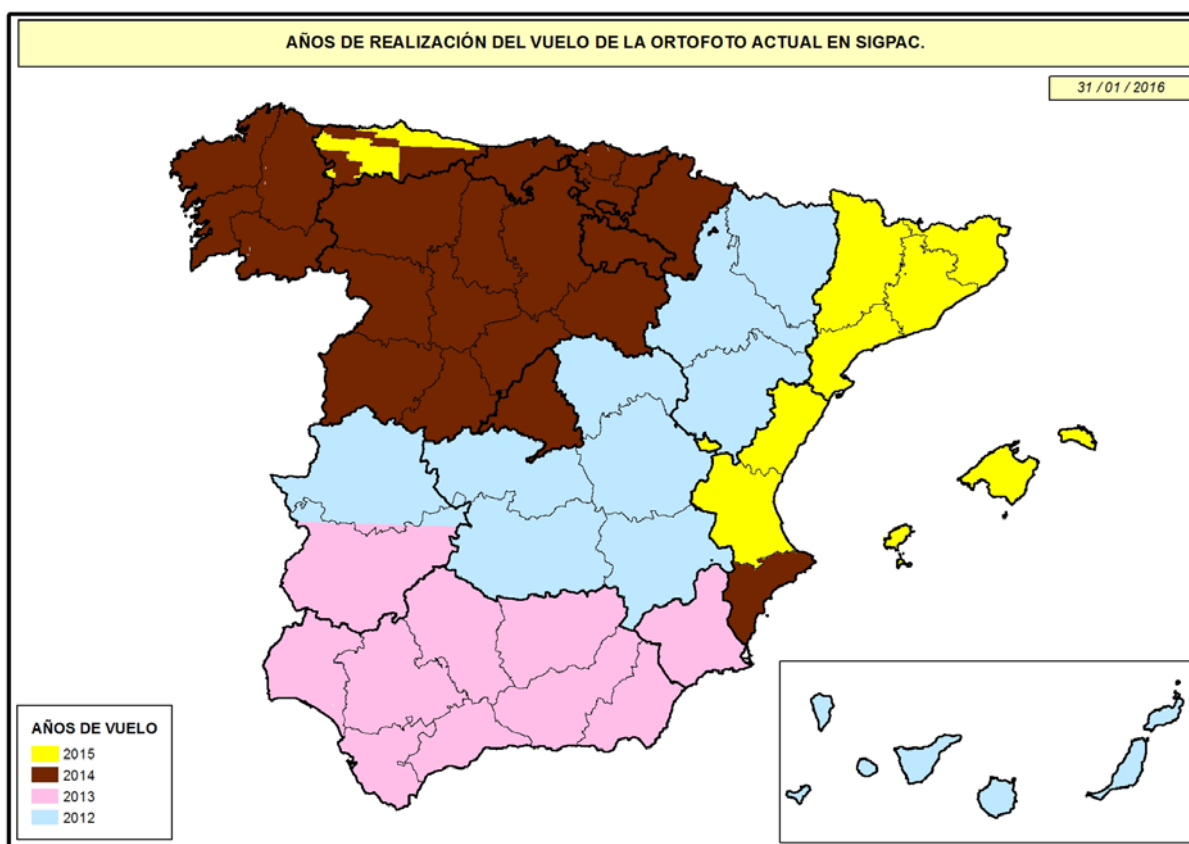 AÑOS DE REALIZACIÓN DEL VUELO DE LA ORTOFOTO ACTUAL EN SIGPAC.
31 / 01 / 2016
AÑOS DE VUELO
2015
2014
2013
2012